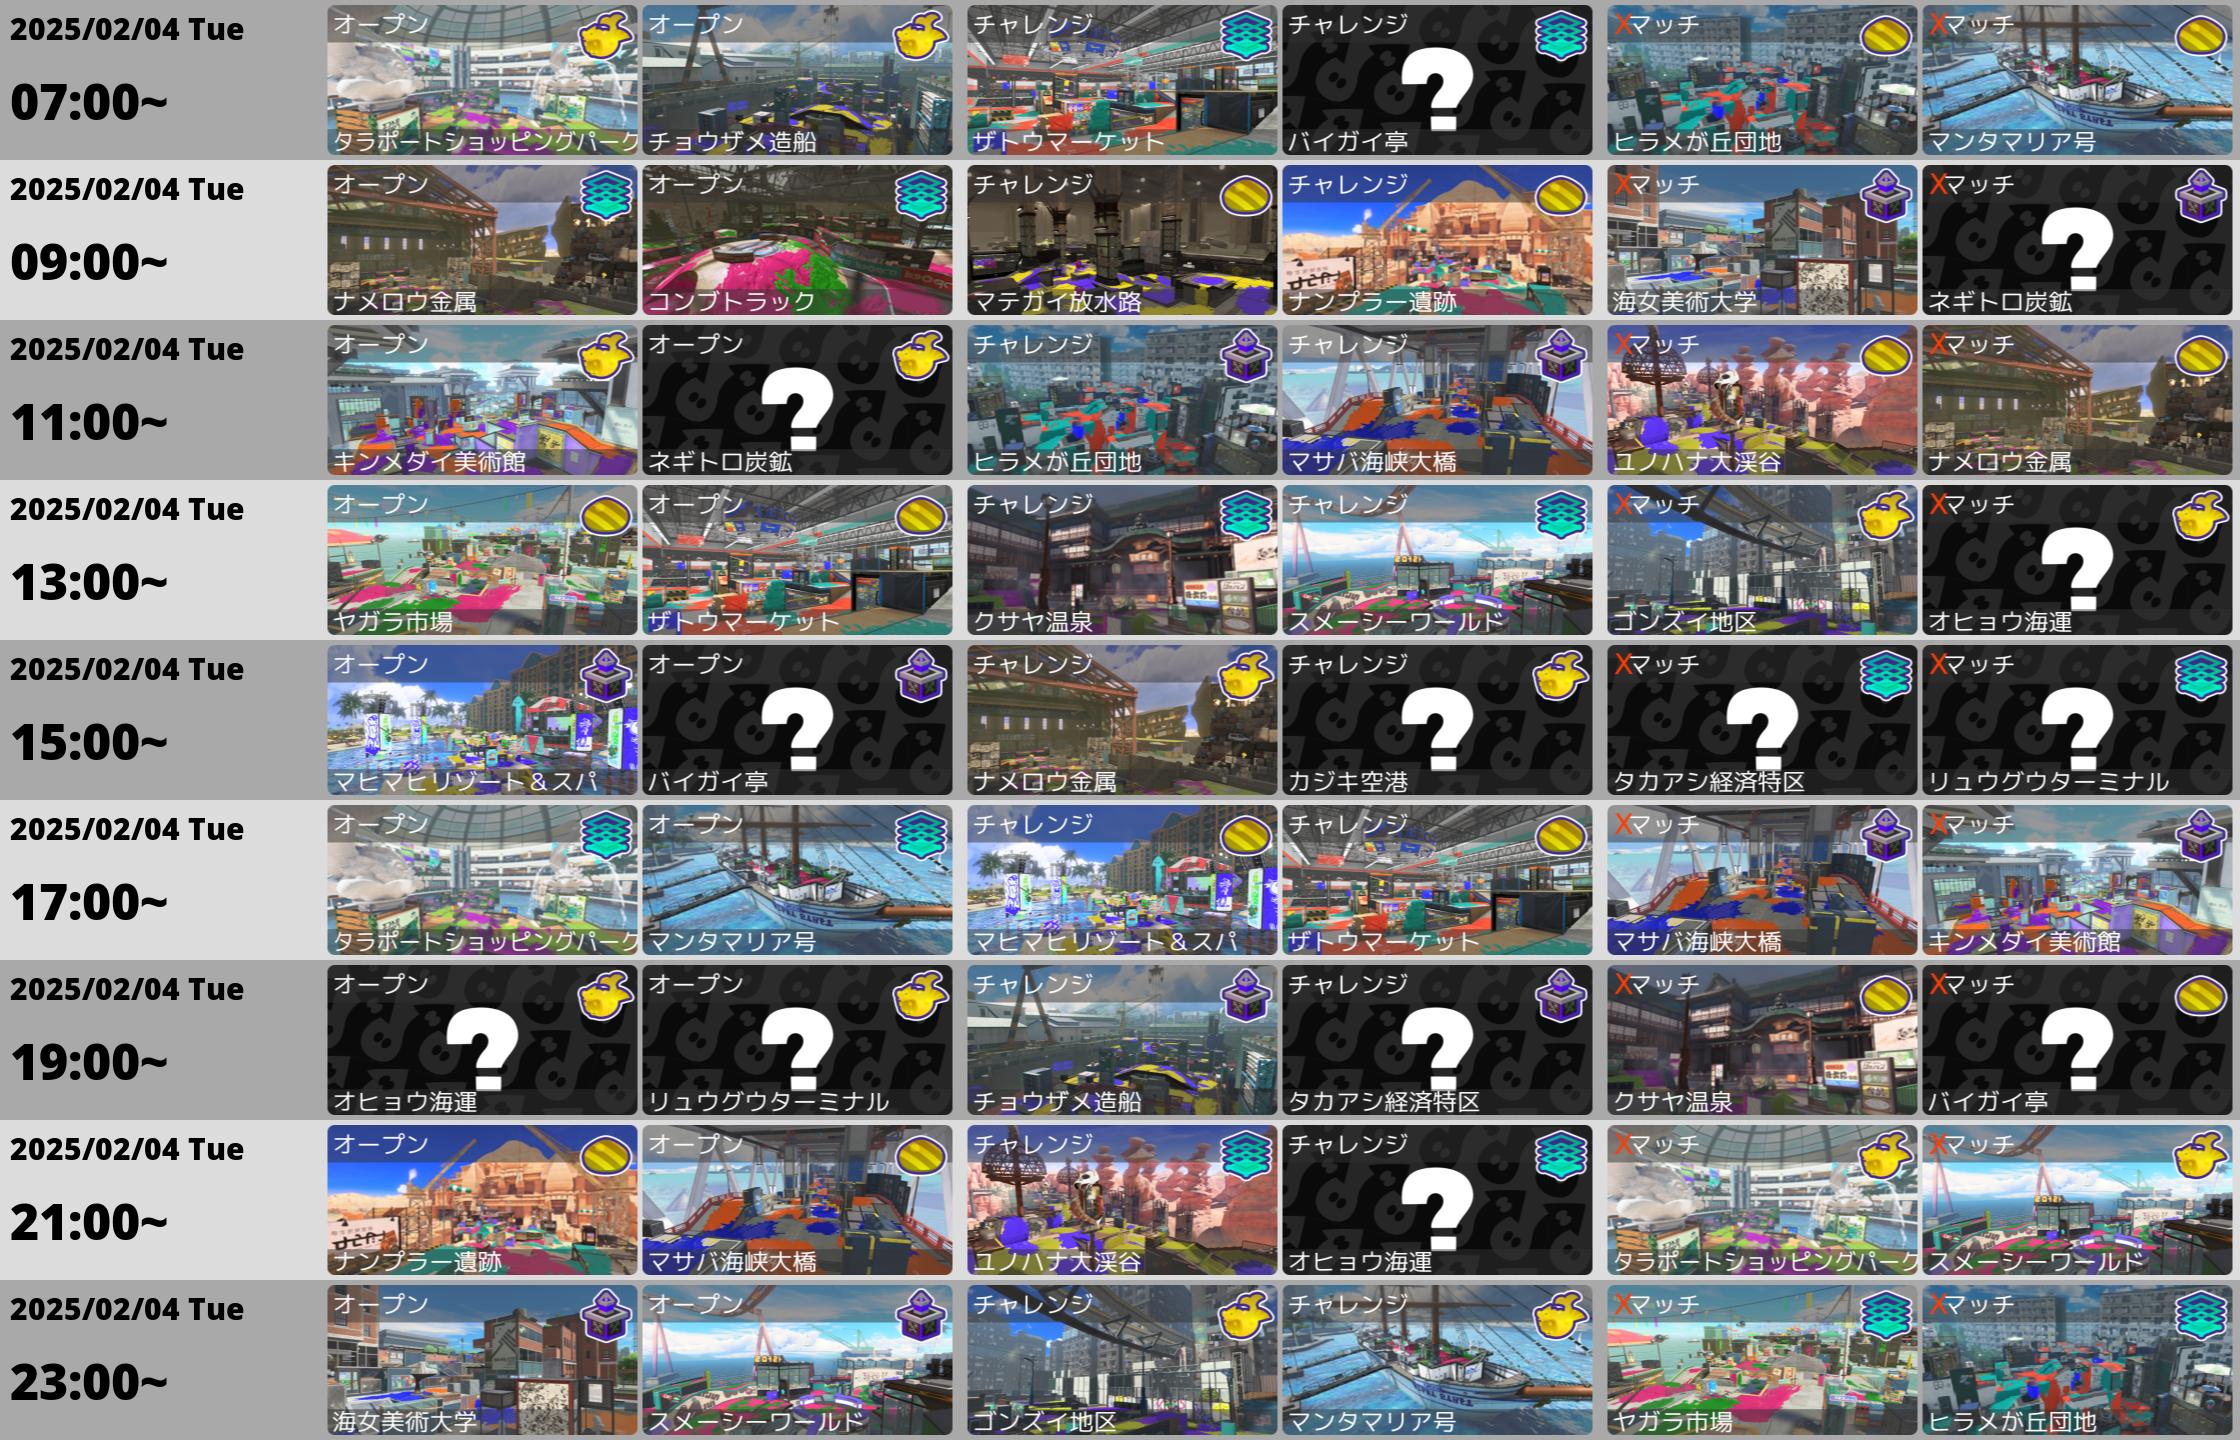 2025/02/04 Tue
07:00~
オープン
タラポートショッピングパーク
オープン
チョウザメ造船
チャレンジ
ザトウマーケット
チャレンジ
?
バイガイ亭
Xマッチ
ヒラメが丘団地
Xマッチ
マンタマリア号
2025/02/04 Tue
09:00~
オープン
ナメロウ金属
オープン
コンブトラック
チャレンジ
マテガイ放水路
チャレンジ
ナンプラー遺跡
Xマッチ
海女美術大学
Xマッチ
?
ネギトロ炭鉱
2025/02/04 Tue
11:00~
オープン
キンメダイ美術館
オープン
?
ネギトロ炭鉱
チャレンジ
ヒラメが丘団地
チャレンジ
マサバ海峡大橋
Xマッチ
ユノハナ大渓谷
Xマッチ
ナメロウ金属
2025/02/04 Tue
13:00~
オープン
ヤガラ市場
オープン
ザトウマーケット
チャレンジ
クサヤ温泉
チャレンジ
スメーシーワールド
Xマッチ
ゴンズイ地区
Xマッチ
?
オヒョウ海運
2025/02/04 Tue
15:00~
オープン
マヒマヒリゾート＆スパ
オープン
?
バイガイ亭
チャレンジ
ナメロウ金属
チャレンジ
?
カジキ空港
Xマッチ
?
タカアシ経済特区
Xマッチ
?
リュウグウターミナル
2025/02/04 Tue
17:00~
オープン
タラポートショッピングパーク
オープン
マンタマリア号
チャレンジ
マヒマヒリゾート＆スパ
チャレンジ
ザトウマーケット
Xマッチ
マサバ海峡大橋
Xマッチ
キンメダイ美術館
2025/02/04 Tue
19:00~
オープン
?
オヒョウ海運
オープン
?
リュウグウターミナル
チャレンジ
チョウザメ造船
チャレンジ
?
タカアシ経済特区
Xマッチ
クサヤ温泉
Xマッチ
?
バイガイ亭
2025/02/04 Tue
21:00~
オープン
ナンプラー遺跡
オープン
マサバ海峡大橋
チャレンジ
ユノハナ大渓谷
チャレンジ
?
オヒョウ海運
Xマッチ
タラポートショッピングパーク
Xマッチ
スメーシーワールド
2025/02/04 Tue
23:00~
オープン
海女美術大学
オープン
スメーシーワールド
チャレンジ
ゴンズイ地区
チャレンジ
マンタマリア号
Xマッチ
ヤガラ市場
Xマッチ
ヒラメが丘団地